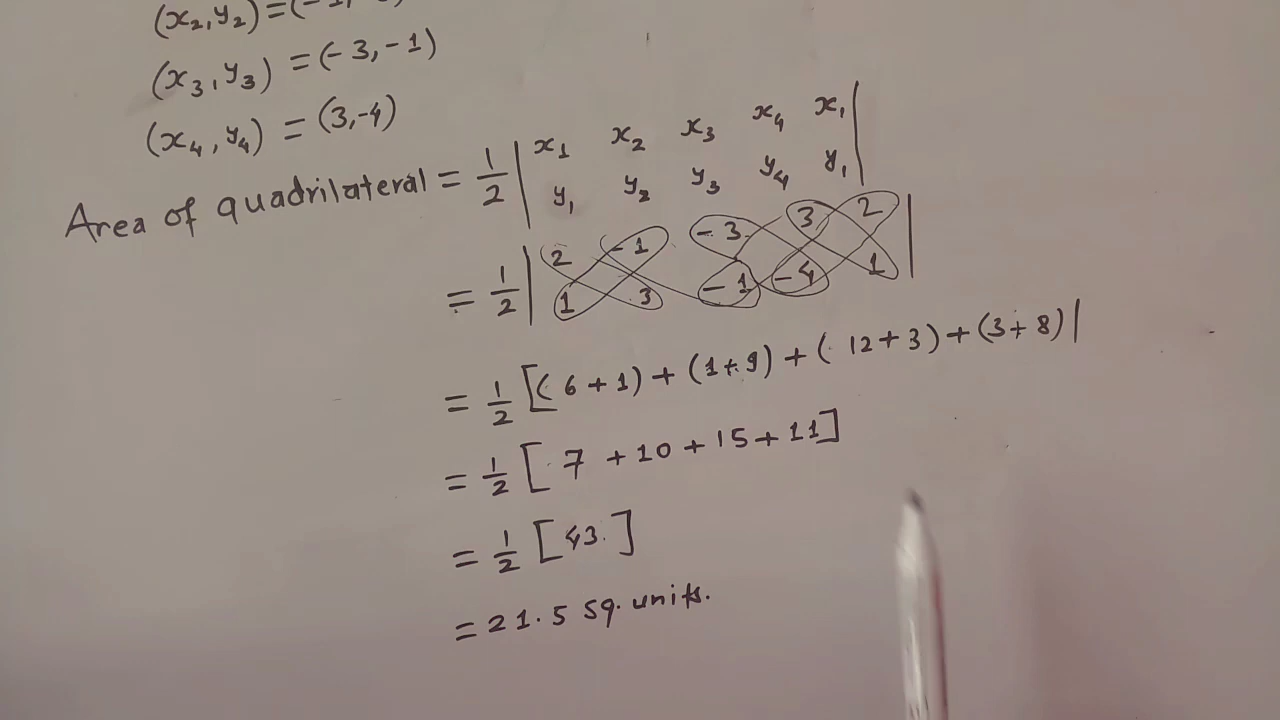 (x₂,y₂)=(-1,
(x₃,y₃) = (-3,-1)
(x₄,y₄) = (3,-4)
Area of quadrilateral = 1/2 | x₁ x₂ x₃ x₄ x₁ |
y₁ y₂ y₃ y₄ y₁
= 1/2 | 2 -1 -3 3 2 |
1 3 -1 -4 1
= 1/2 [( 6+1) + (1+9) + ( 12+3) + (3+8)|
= 1/2 [ 7 +10 +15+11]
= 1/2 [43.]
= 21.5 sq. units.